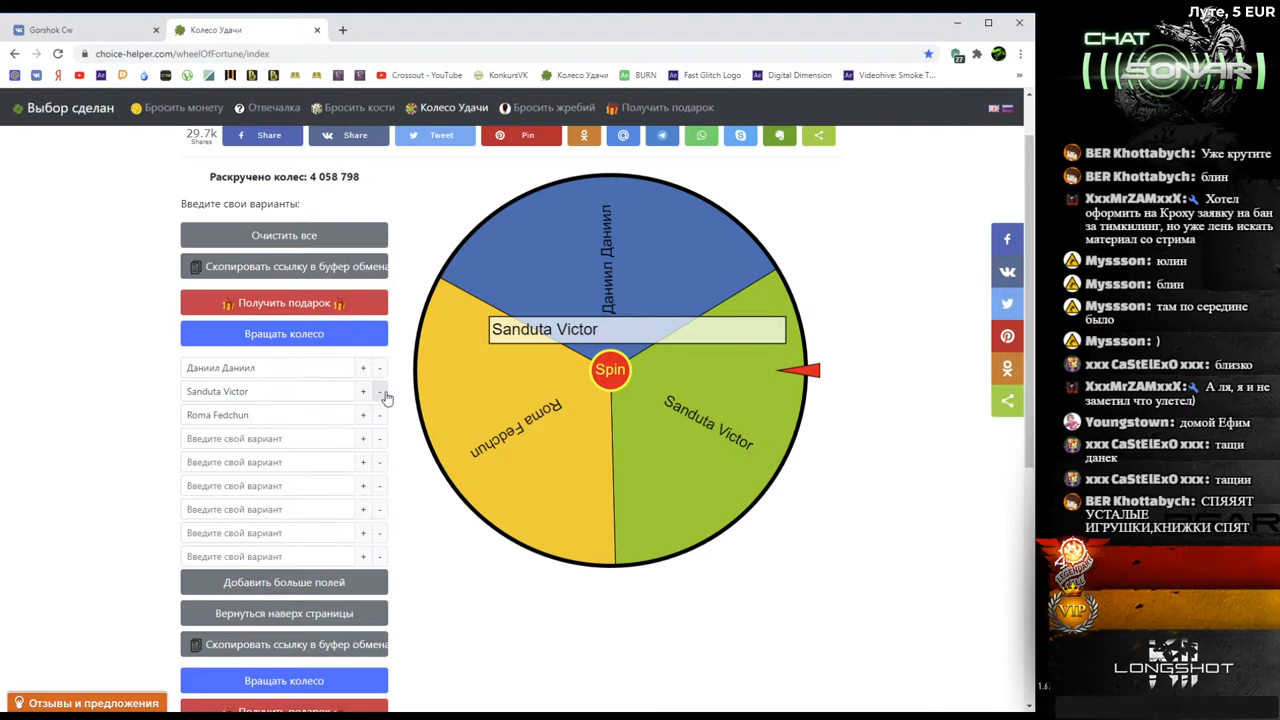 Gorshok Cw
Колесо Удачи
choice-helper.com/wheelOfFortune/index
27
Crossout - YouTube
KonkursVK
Колесо Удачи
BURN
Fast Glitch Logo
Digital Dimension
Videohive: Smoke T...
Выбор сделан
Бросить монету
Отвечалка
Бросить кости
Колесо Удачи
Бросить жребий
Получить подарок
29.7k
Shares
Share
Share
Tweet
Pin
Раскручено колес: 4 058 798
Введите свои варианты:
Очистить все
Скопировать ссылку в буфер обмена
Получить подарок
Вращать колесо
Даниил Даниил + -
Sanduta Victor + -
Roma Fedchun + -
Введите свой вариант + -
Введите свой вариант + -
Введите свой вариант + -
Введите свой вариант + -
Введите свой вариант + -
Введите свой вариант + -
Добавить больше полей
Вернуться наверх страницы
Скопировать ссылку в буфер обмена
Вращать колесо
Получить подарок
Отзывы и предложения
Даниил Даниил
Sanduta Victor
Spin
Roma Fedchun
Sanduta Victor
Луте, 5 EUR
CHAT
SONAR
BER Khottabych: Уже крутите
BER Khottabych: блин
XxxMrZAMxxX: Хотел
оформить на Кроху заявку на бан
за тимкилинг, но уже лень искать
материал со стрима
Myssson: юлин
Myssson: блин
Myssson: там по середине
было
Myssson: )
xxx CaStElExO xxx: близко
XxxMrZAMxxX: А ля, я и не
заметил что улетел)
Youngstown: домой Ефим
xxx CaStElExO xxx: тащи
данек
xxx CaStElExO xxx: тащии
BER Khottabych: СПЯЯЯТ
УСТАЛЫЕ
ИГРУШКИ,КНИЖКИ СПЯТ
VIP
LONGSHOT